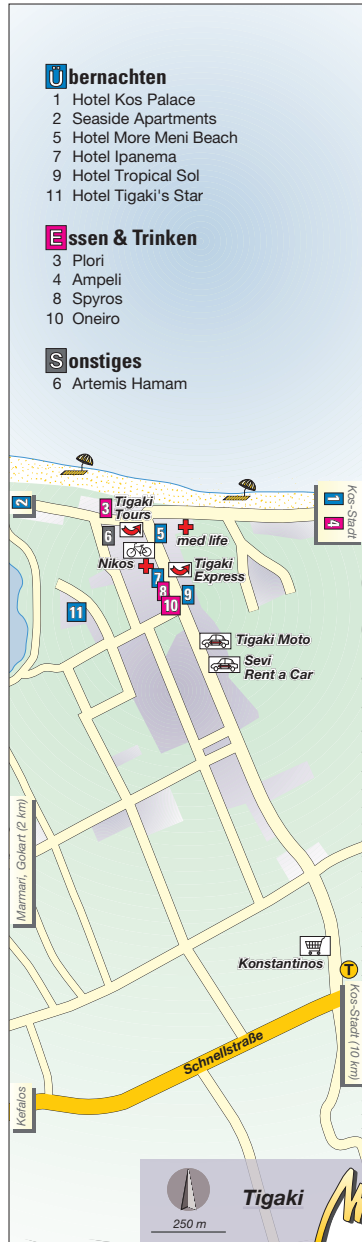 Übernachten
1 Hotel Kos Palace
2 Seaside Apartments
5 Hotel More Meni Beach
7 Hotel Ipanema
9 Hotel Tropical Sol
11 Hotel Tigaki's Star
Essen & Trinken
3 Plori
4 Ampeli
8 Spyros
10 Oneiro
Sonstiges
6 Artemis Hamam
2
3
Tigaki
Tours
1
4
Kos-Stadt
6
5
med life
Nikos
7
Tigaki
Express
8
9
10
11
Tigaki Moto
Sevi
Rent a Car
Marmari, Gokart (2 km)
Konstantinos
T
Kos-Stadt (10 km)
Schnellstraße
Kefalos
250 m
Tigaki